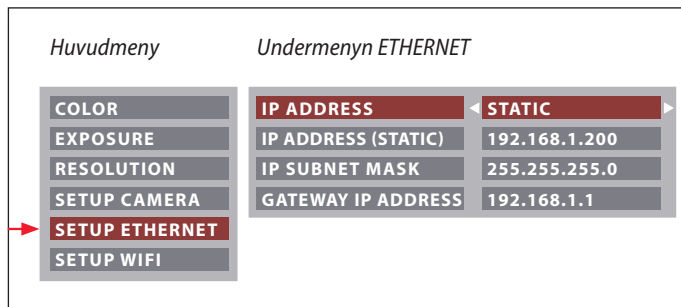 Huvudmeny
Undermenyn ETHERNET
COLOR
EXPOSURE
RESOLUTION
SETUP CAMERA
SETUP ETHERNET
SETUP WIFI
IP ADDRESS STATIC
IP ADDRESS (STATIC) 192.168.1.200
IP SUBNET MASK 255.255.255.0
GATEWAY IP ADDRESS 192.168.1.1